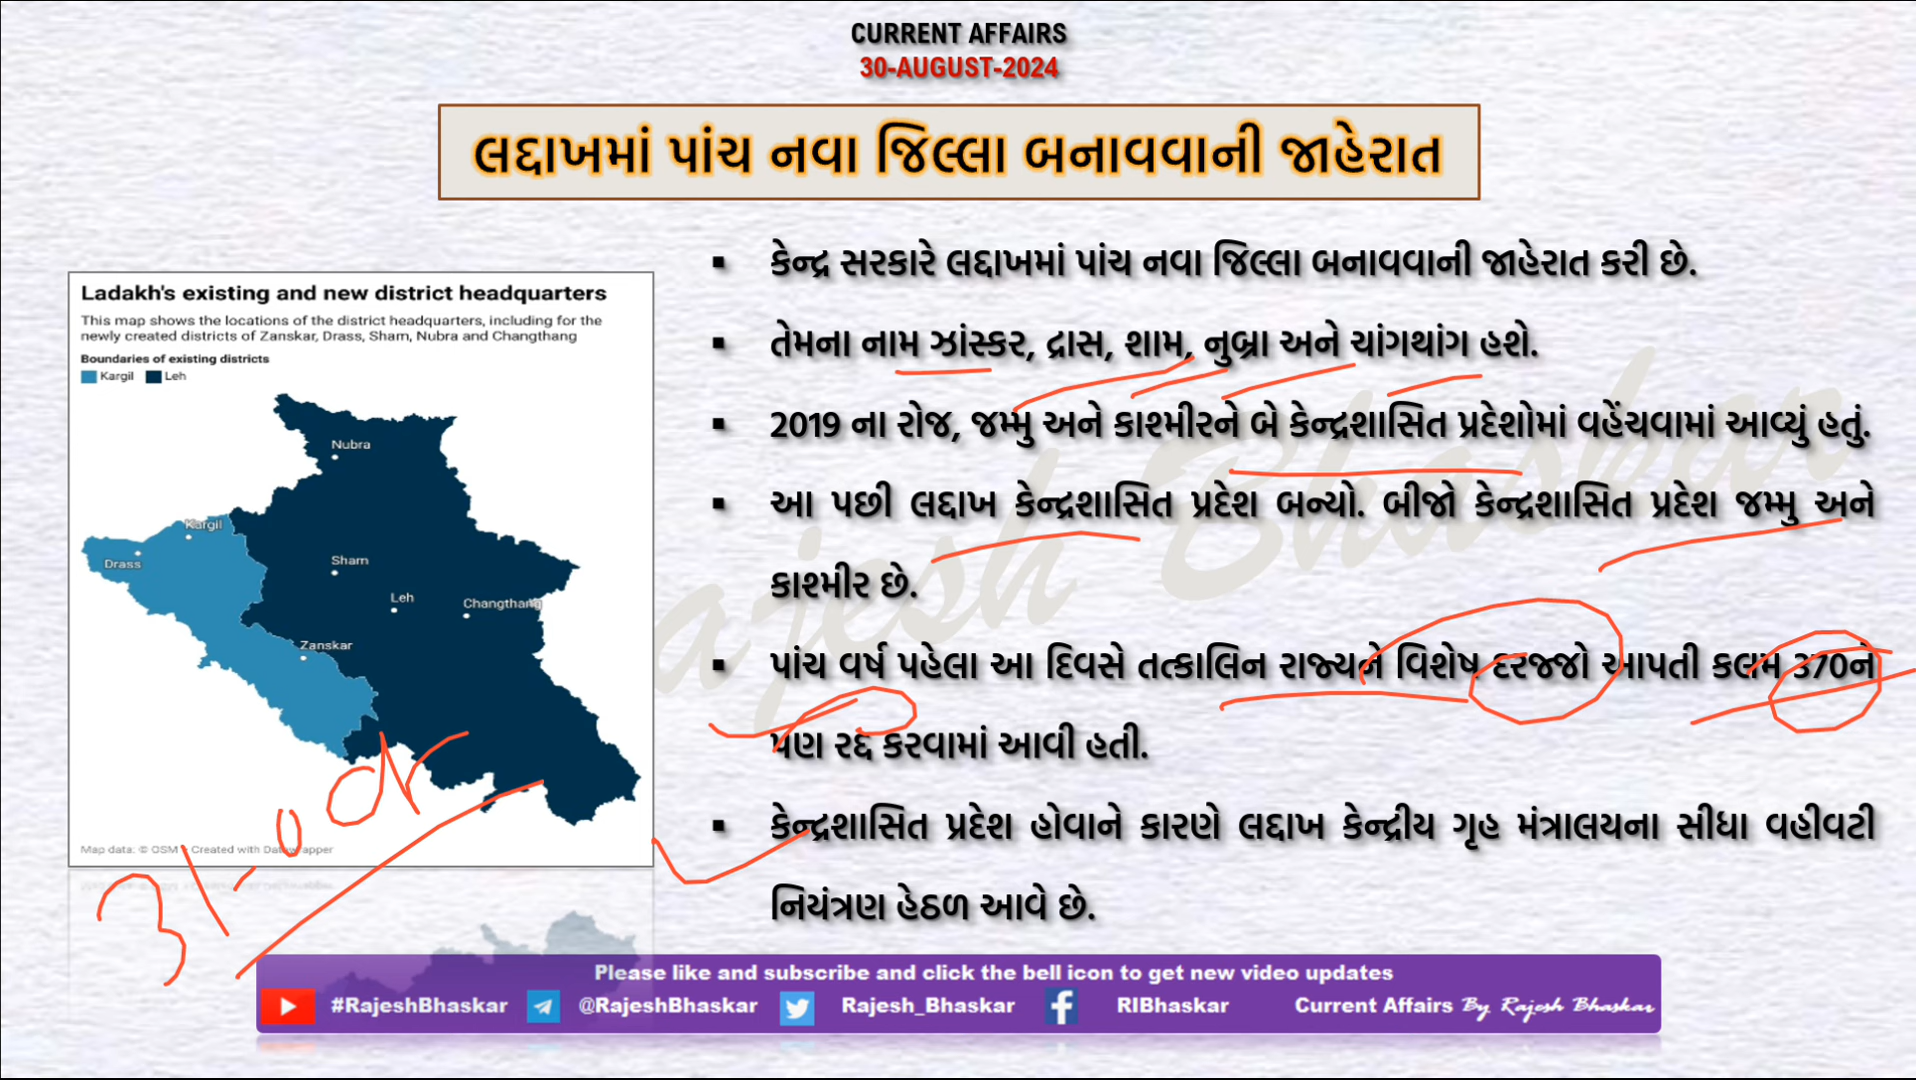 CURRENT AFFAIRS
30-AUGUST-2024
લદ્દાખમાં પાંચ નવા જિલ્લા બનાવવાની જાહેરાત
Ladakh's existing and new district headquarters
This map shows the locations of the district headquarters, including for the
newly created districts of Zanskar, Drass, Sham, Nubra and Changthang
Boundaries of existing districts
Kargil Leh
Nubra
Kargil
Drass
Sham
Leh
Changthang
Zanskar
Map data: © OSM • Created with Datawrapper
▪ કેન્દ્ર સરકારે લદ્દાખમાં પાંચ નવા જિલ્લા બનાવવાની જાહેરાત કરી છે.
▪ તેમના નામ ઝાંસ્કર, દ્રાસ, શામ, નુબ્રા અને ચાંગથાંગ હશે.
▪ 2019 ના રોજ, જમ્મુ અને કાશ્મીરને બે કેન્દ્રશાસિત પ્રદેશોમાં વહેંચવામાં આવ્યું હતું.
▪ આ પછી લદ્દાખ કેન્દ્રશાસિત પ્રદેશ બન્યો. બીજો કેન્દ્રશાસિત પ્રદેશ જમ્મુ અને
કાશ્મીર છે.
▪ પાંચ વર્ષ પહેલા આ દિવસે તત્કાલિન રાજ્યને વિશેષ દરજ્જો આપતી કલમ 370ને
પણ રદ્દ કરવામાં આવી હતી.
▪ કેન્દ્રશાસિત પ્રદેશ હોવાને કારણે લદ્દાખ કેન્દ્રીય ગૃહ મંત્રાલયના સીધા વહીવટી
નિયંત્રણ હેઠળ આવે છે.
Rajesh Bhaskar
Please like and subscribe and click the bell icon to get new video updates
#RajeshBhaskar @RajeshBhaskar Rajesh_Bhaskar RIBhaskar Current Affairs By Rajesh Bhaskar